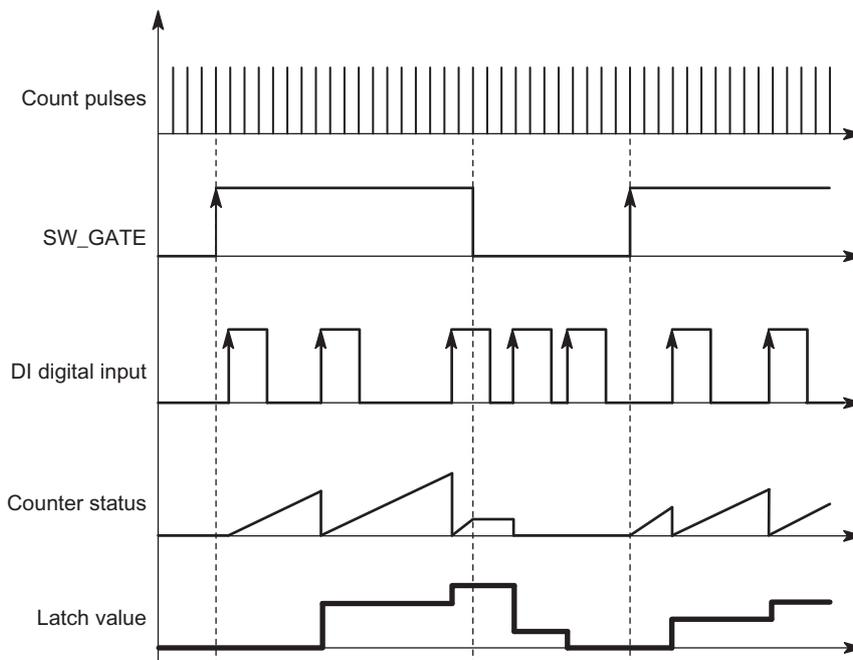 Count pulses
SW_GATE
DI digital input
Counter status
Latch value